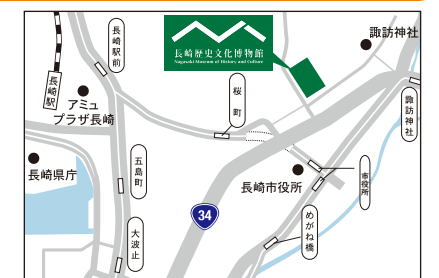 長崎駅前
長崎歴史文化博物館
Nagasaki Museum of History and Culture
諏訪神社
長崎駅
アミュ
プラザ長崎
桜町
諏訪神社
長崎県庁
五島町
長崎市役所
市役所
34
めがね橋
大波止